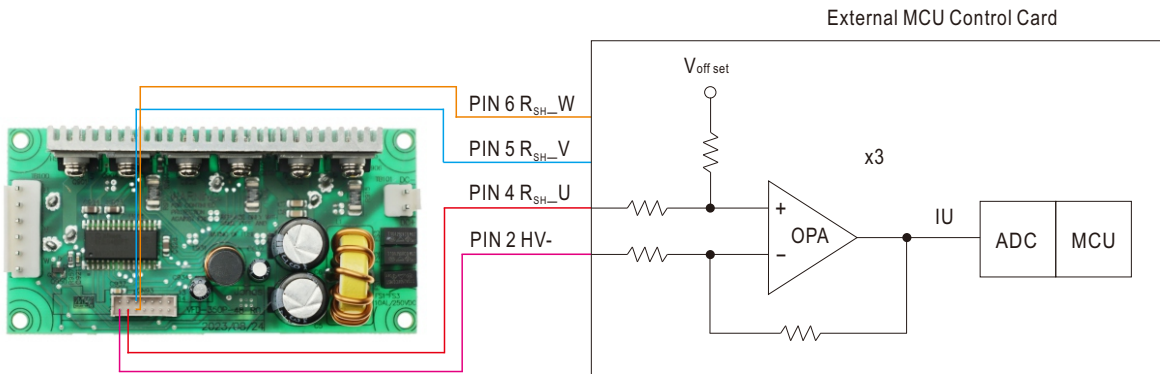 External MCU Control Card
Voff set
PIN 6 RSH_W
PIN 5 RSH_V
x3
PIN 4 RSH_U
+
OPA
IU
ADC
MCU
PIN 2 HV-
−
2023/08/24